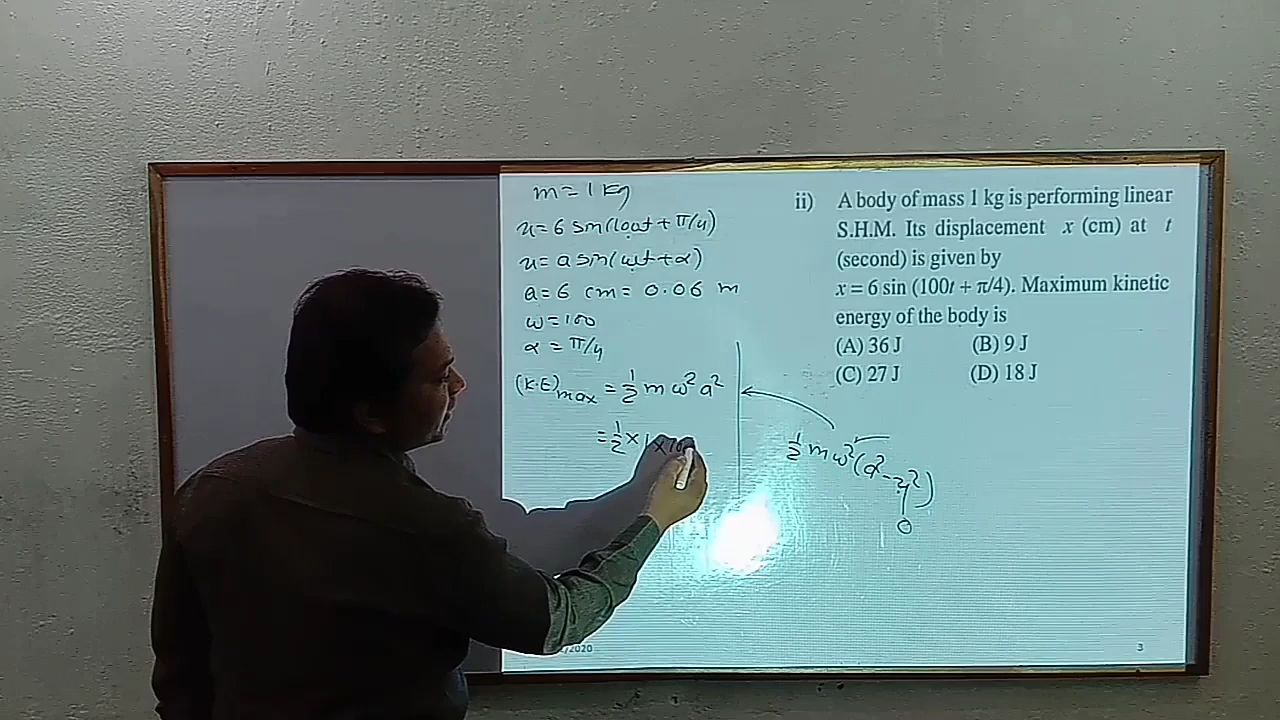 m = 1 kg
x = 6 sin(100t + π/4)
x = a sin(ωt + α)
a = 6 cm = 0.06 m
ω = 100
α = π/4
(K.E)max = ½ m ω² a²
= ½ × 1 × 100
½ m ω² (a² - x²)
0
ii) A body of mass 1 kg is performing linear
S.H.M. Its displacement x (cm) at t
(second) is given by
x = 6 sin (100t + π/4). Maximum kinetic
energy of the body is
(A) 36 J (B) 9 J
(C) 27 J (D) 18 J
/2020
3